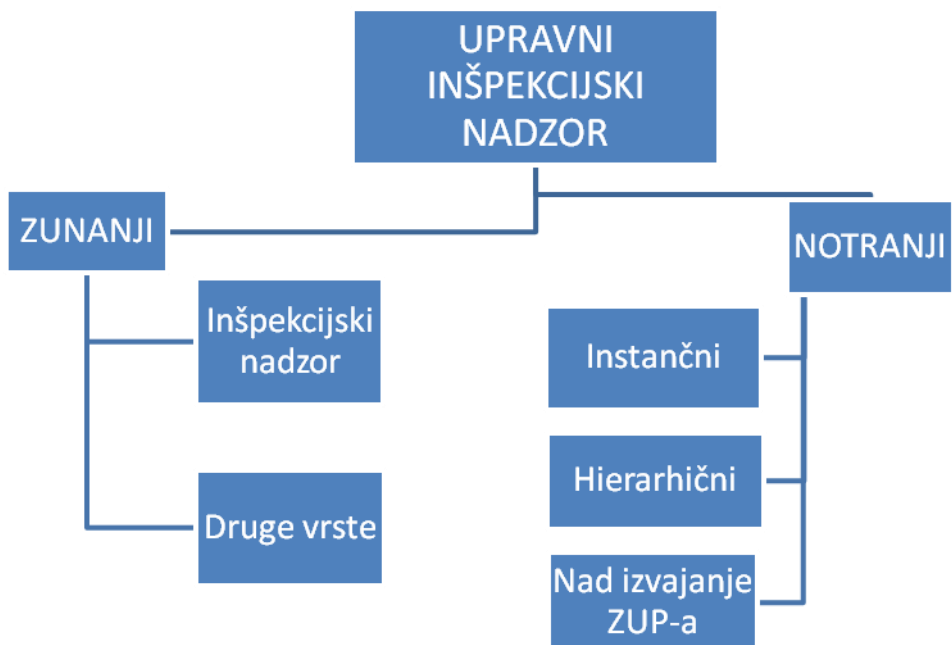 UPRAVNI
INŠPEKCIJSKI
NADZOR
ZUNANJI
NOTRANJI
Inšpekcijski
nadzor
Instančni
Hierarhični
Druge vrste
Nad izvajanje
ZUP-a